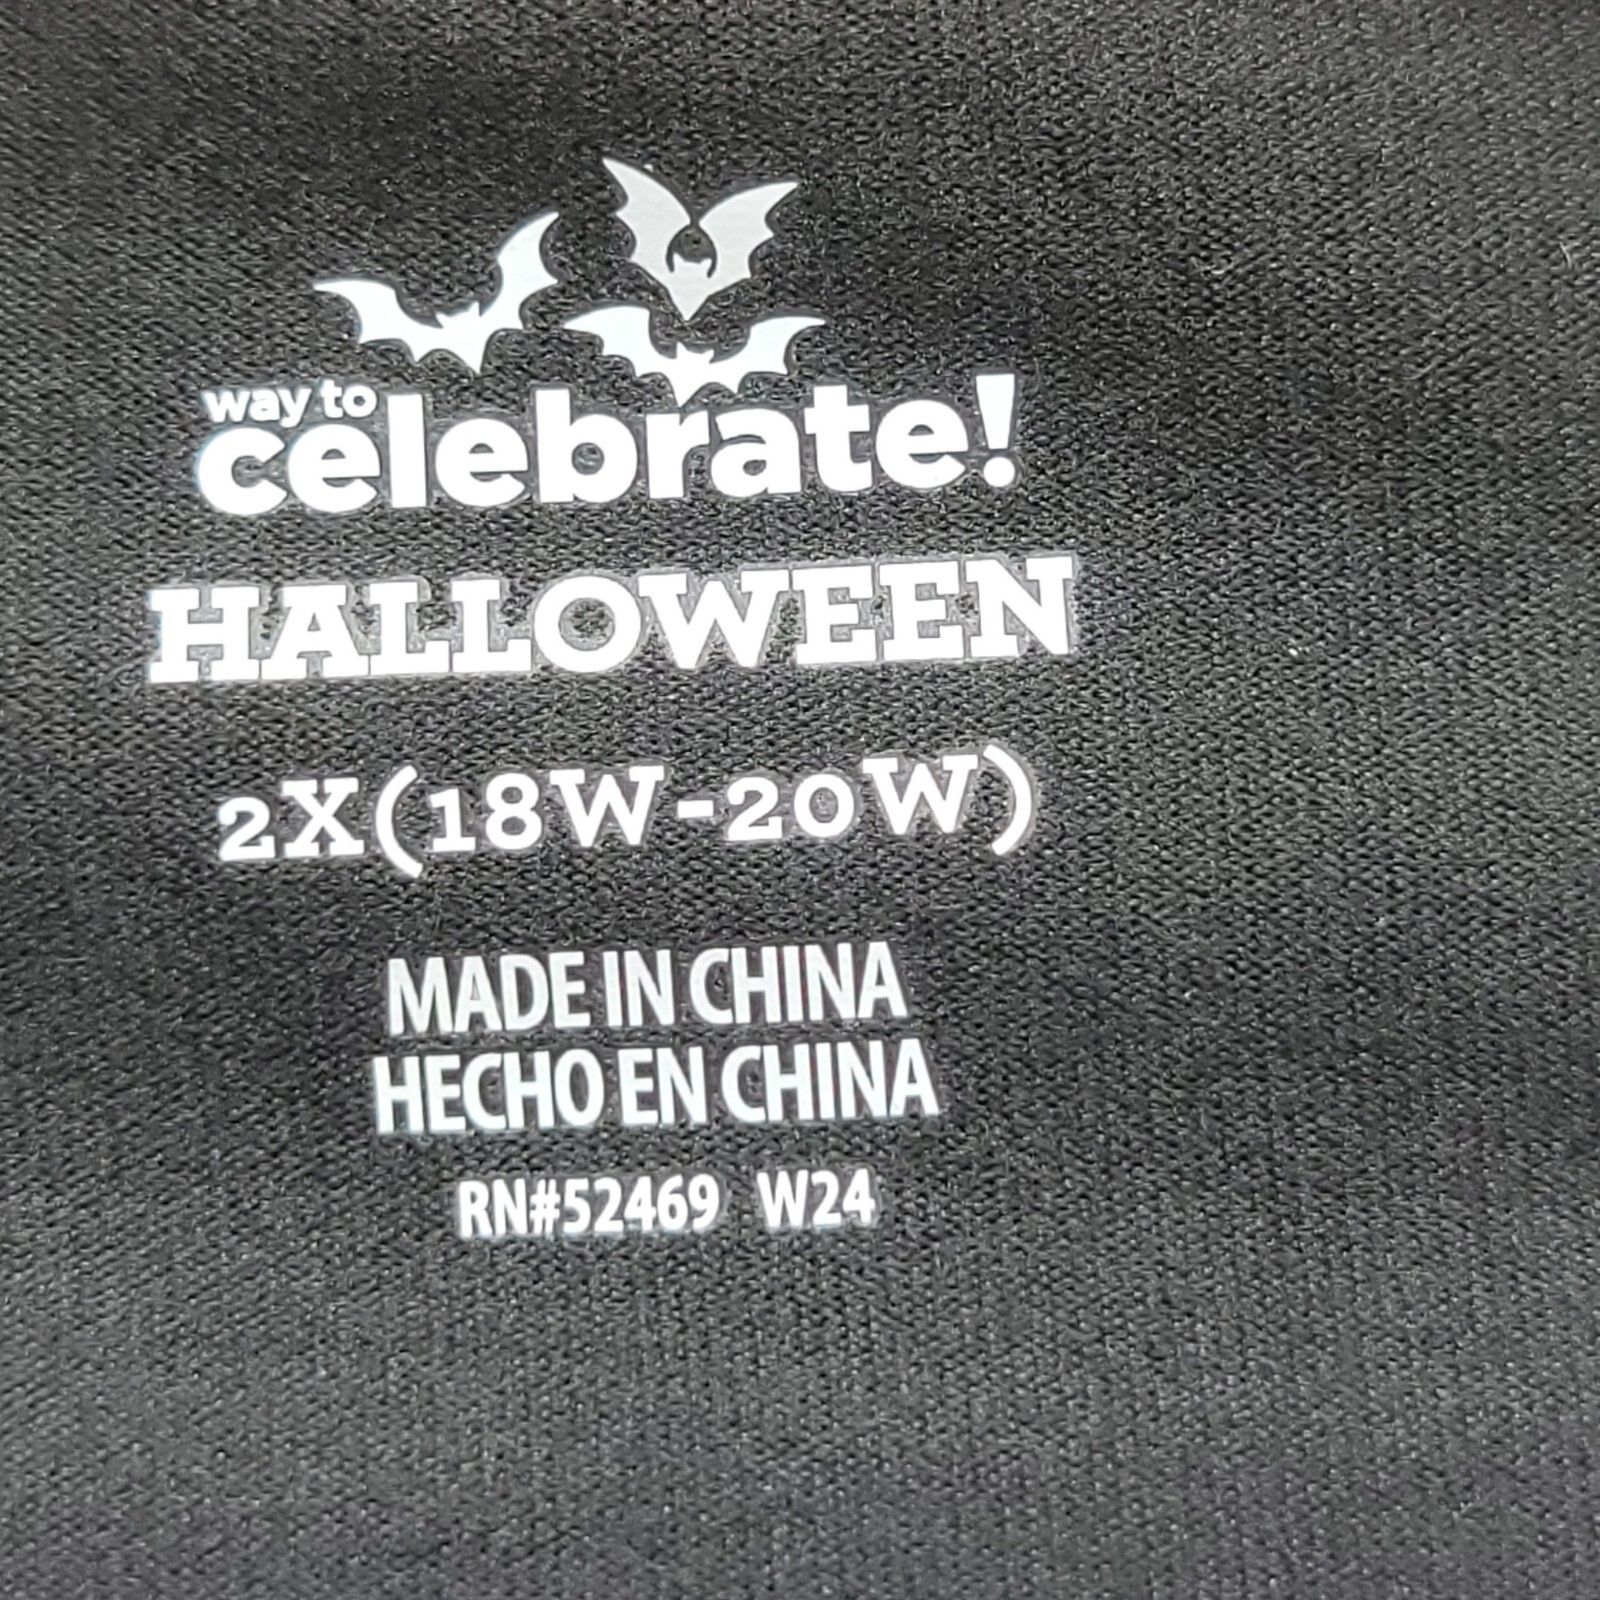 way to
celebrate!
HALLOWEEN
2X(18W-20W)
MADE IN CHINA
HECHO EN CHINA
RN#52469 W24